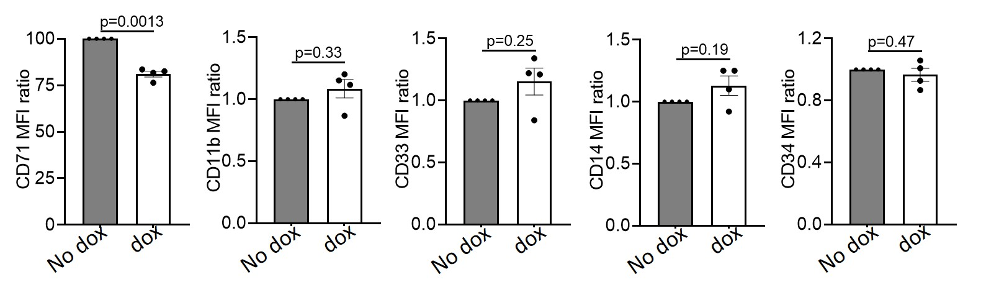 p=0.0013
CD71 MFI ratio
100
75
50
25
0
No dox
dox
p=0.33
CD11b MFI ratio
1.5
1.0
0.5
0.0
No dox
dox
p=0.25
CD33 MFI ratio
1.5
1.0
0.5
0.0
No dox
dox
p=0.19
CD14 MFI ratio
1.5
1.0
0.5
0.0
No dox
dox
p=0.47
CD34 MFI ratio
1.2
0.8
0.4
0.0
No dox
dox